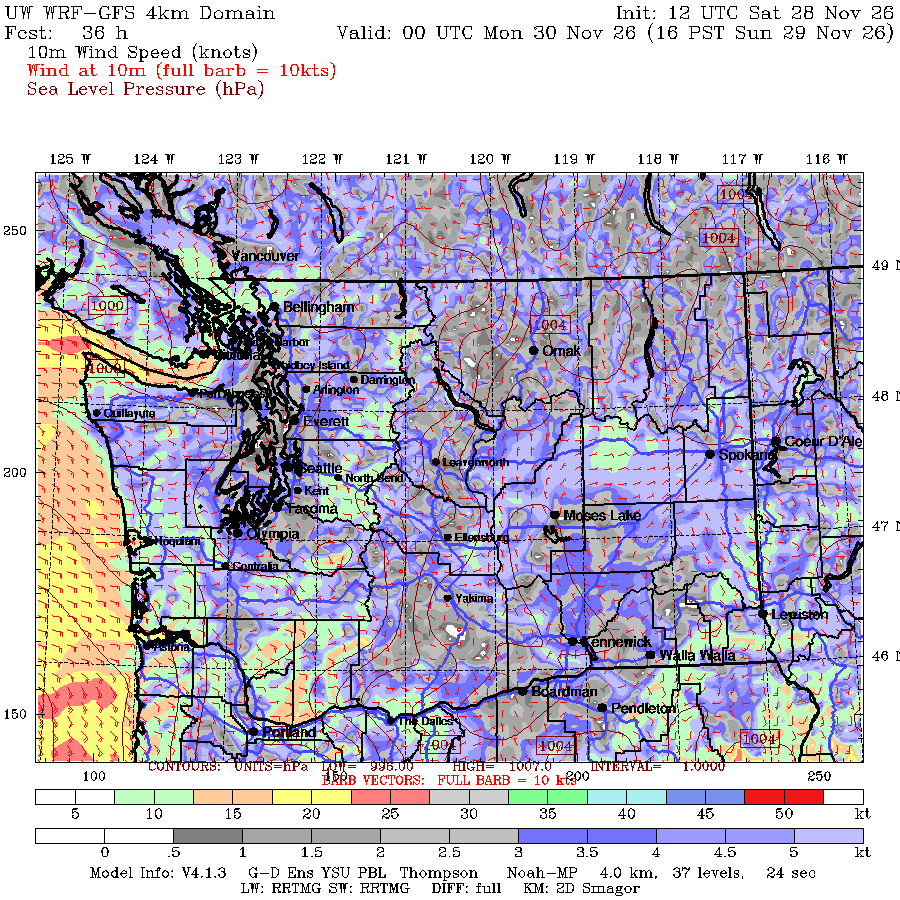 UW WRF-GFS 4km Domain Init: 12 UTC Sat 28 Nov 26
Fcst: 36 h Valid: 00 UTC Mon 30 Nov 26 (16 PST Sun 29 Nov 26)
10m Wind Speed (knots)
Wind at 10m (full barb = 10kts)
Sea Level Pressure (hPa)
125 W 124 W 123 W 122 W 121 W 120 W 119 W 118 W 117 W 116 W
1004
250
1004
Vancouver
49 N
1000
Bellingham
1004
Omak
1000
Darrington
Arlington
48 N
Quillayute
Everett
Coeur D'Ale
Spokane
Leavenworth
200
Seattle
North Bend
Kent
Tacoma
Moses Lake
47 N
Olympia
Hoquiam
Ellensburg
Centralia
Yakima
Lewiston
Kennewick
Astoria
Walla Walla
46 N
Boardman
Pendleton
150
The Dalles
Portland
1004 1004 1004
CONTOURS: UNITS=hPa LOW= 996.00 HIGH= 1007.0 INTERVAL= 1.0000
100 150 200 250
BARB VECTORS: FULL BARB = 10 kts
5 10 15 20 25 30 35 40 45 50 kt
0 .5 1 1.5 2 2.5 3 3.5 4 4.5 5 kt
Model Info: V4.1.3 G-D Ens YSU PBL Thompson Noah-MP 4.0 km, 37 levels, 24 sec
LW: RRTMG SW: RRTMG DIFF: full KM: 2D Smagor